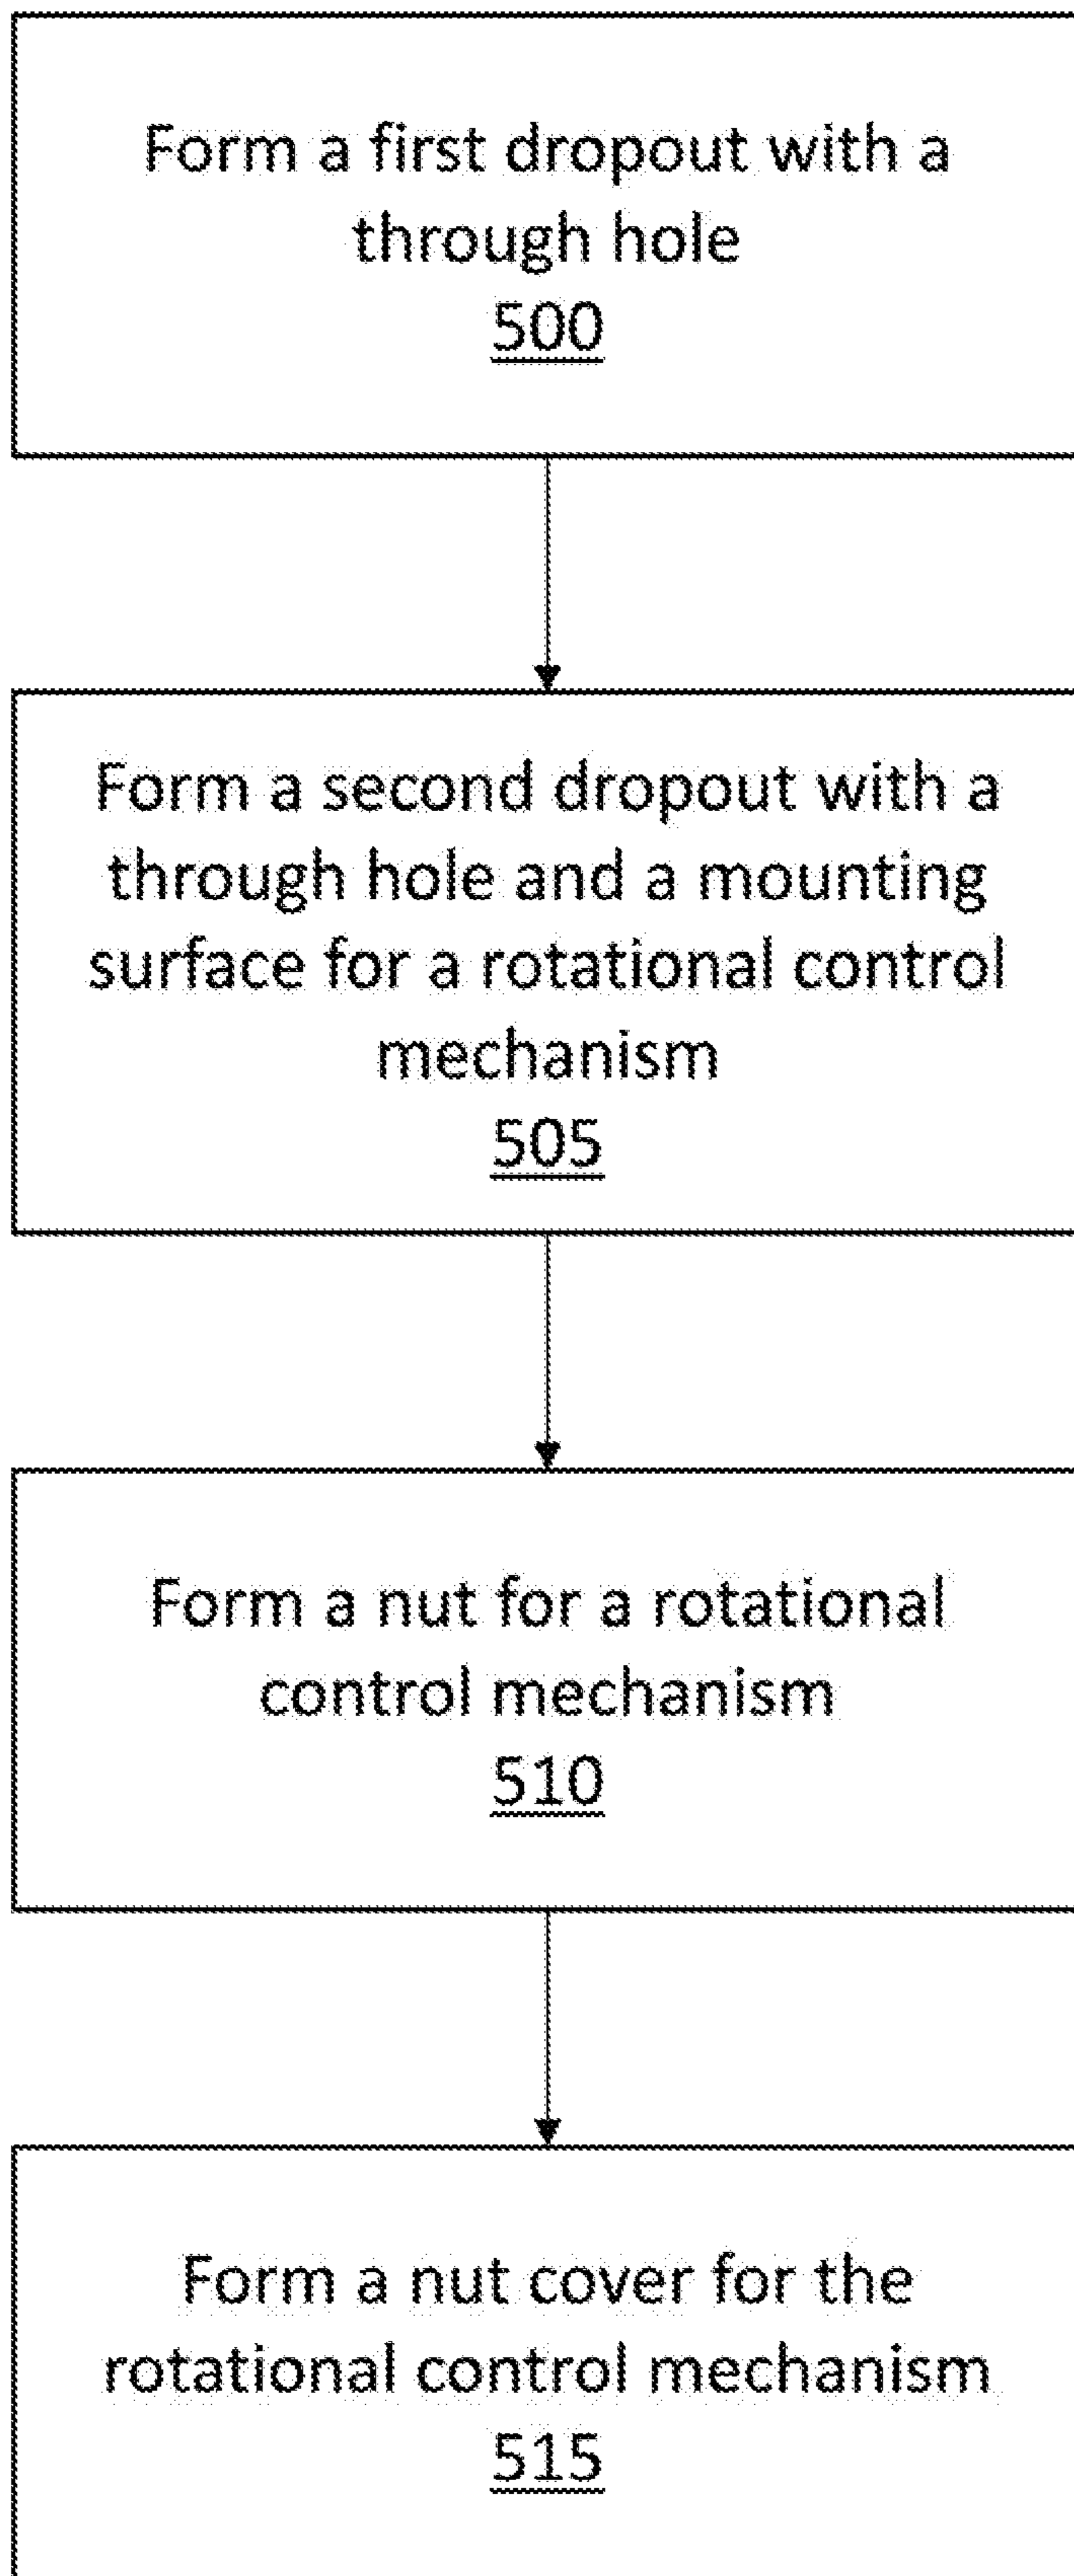 Form a first dropout with a
through hole
500
Form a second dropout with a
through hole and a mounting
surface for a rotational control
mechanism
505
Form a nut for a rotational
control mechanism
510
Form a nut cover for the
rotational control mechanism
515